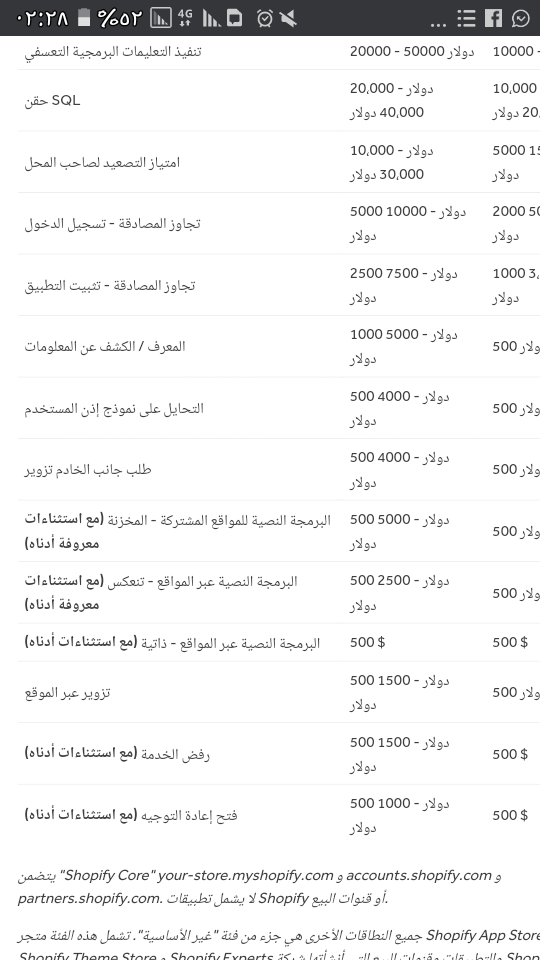 ٠٢:٢٨ %٥٢ 4G ...
تنفيذ التعليمات البرمجية التعسفي 20000 - 50000 دولار 10000 -
حقن SQL
20,000 - دولار
40,000 دولار
10,000
20, دولار
امتياز التصعيد لصاحب المحل
10,000 - دولار
30,000 دولار
5000 15
دولار
تجاوز المصادقة - تسجيل الدخول
5000 10000 - دولار
دولار
2000 50
دولار
تجاوز المصادقة - تثبيت التطبيق
2500 7500 - دولار
دولار
1000 3,
دولار
المعرف / الكشف عن المعلومات
1000 5000 - دولار
دولار
500 ولار
التحايل على نموذج إذن المستخدم
500 4000 - دولار
دولار
500 ولار
طلب جانب الخادم تزوير
500 4000 - دولار
دولار
500 ولار
البرمجة النصية للمواقع المشتركة - المخزنة (مع استثناءات
معروفة أدناه)
500 5000 - دولار
دولار
500 ولار
البرمجة النصية عبر المواقع - تنعكس (مع استثناءات
معروفة أدناه)
500 2500 - دولار
دولار
500 ولار
البرمجة النصية عبر المواقع - ذاتية (مع استثناءات أدناه) 500 $ 500 $
تزوير عبر الموقع
500 1500 - دولار
دولار
500 ولار
رفض الخدمة (مع استثناءات أدناه)
500 1500 - دولار
دولار
500 $
فتح إعادة التوجيه (مع استثناءات أدناه)
500 1000 - دولار
دولار
500 $
يتضمن "Shopify Core" your-store.myshopify.com و accounts.shopify.com و
partners.shopify.com. لا يشمل تطبيقات Shopify أو قنوات البيع.
جميع النطاقات الأخرى هي جزء من فئة "غير الأساسية". تشمل هذه الفئة متجر Shopify App Store
Shopify Theme Store و Shopify Experts والتطبيقات وقنوات البيع التي أنشأتها شركة